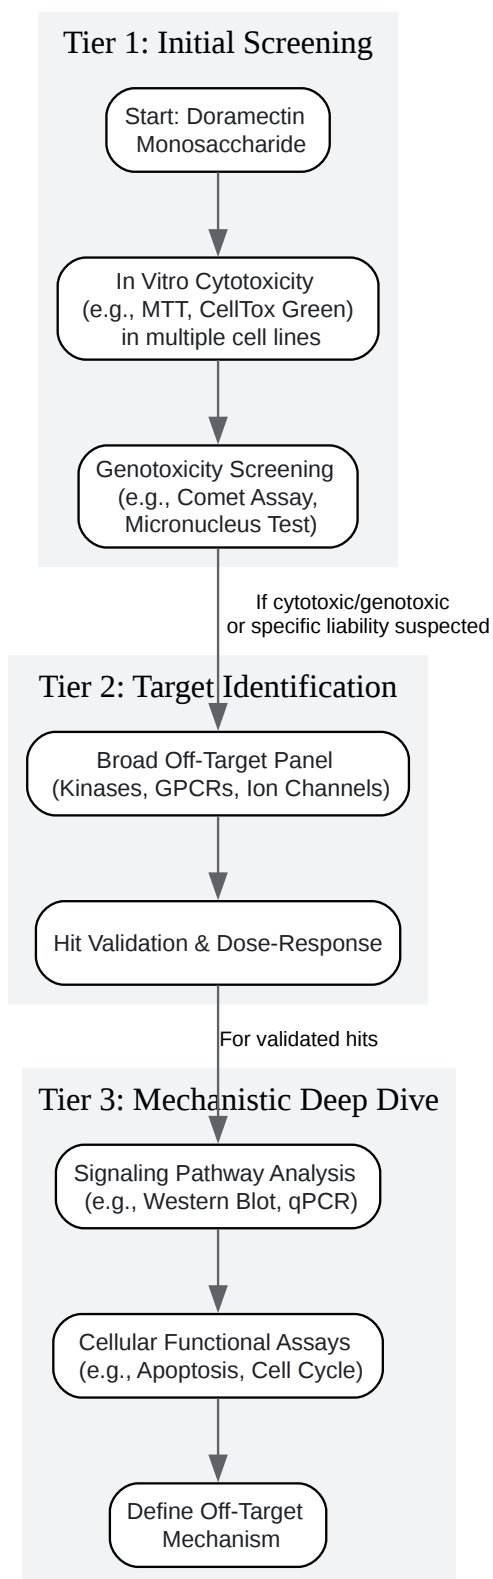 Tier 1: Initial Screening
Start: Doramectin
Monosaccharide
In Vitro Cytotoxicity
(e.g., MTT, CellTox Green)
in multiple cell lines
Genotoxicity Screening
(e.g., Comet Assay,
Micronucleus Test)
If cytotoxic/genotoxic
or specific liability suspected
Tier 2: Target Identification
Broad Off-Target Panel
(Kinases, GPCRs, Ion Channels)
Hit Validation & Dose-Response
For validated hits
Tier 3: Mechanistic Deep Dive
Signaling Pathway Analysis
(e.g., Western Blot, qPCR)
Cellular Functional Assays
(e.g., Apoptosis, Cell Cycle)
Define Off-Target
Mechanism